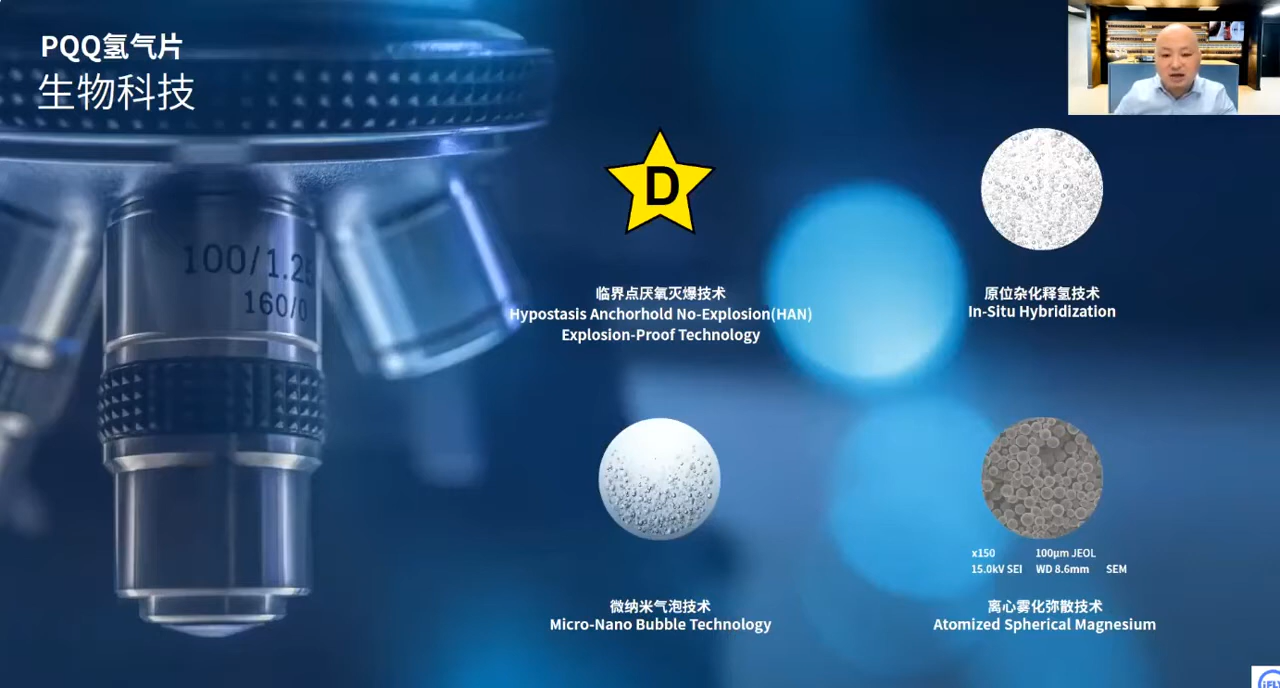 PQQ氢气片
生物科技
100/1.2
160/0
D
临界点厌氧灭爆技术
Hypostasis Anchorhold No-Explosion(HAN)
Explosion-Proof Technology
原位杂化释氢技术
In-Situ Hybridization
微纳米气泡技术
Micro-Nano Bubble Technology
x150 100μm JEOL
15.0kV SEI WD 8.6mm SEM
离心雾化弥散技术
Atomized Spherical Magnesium